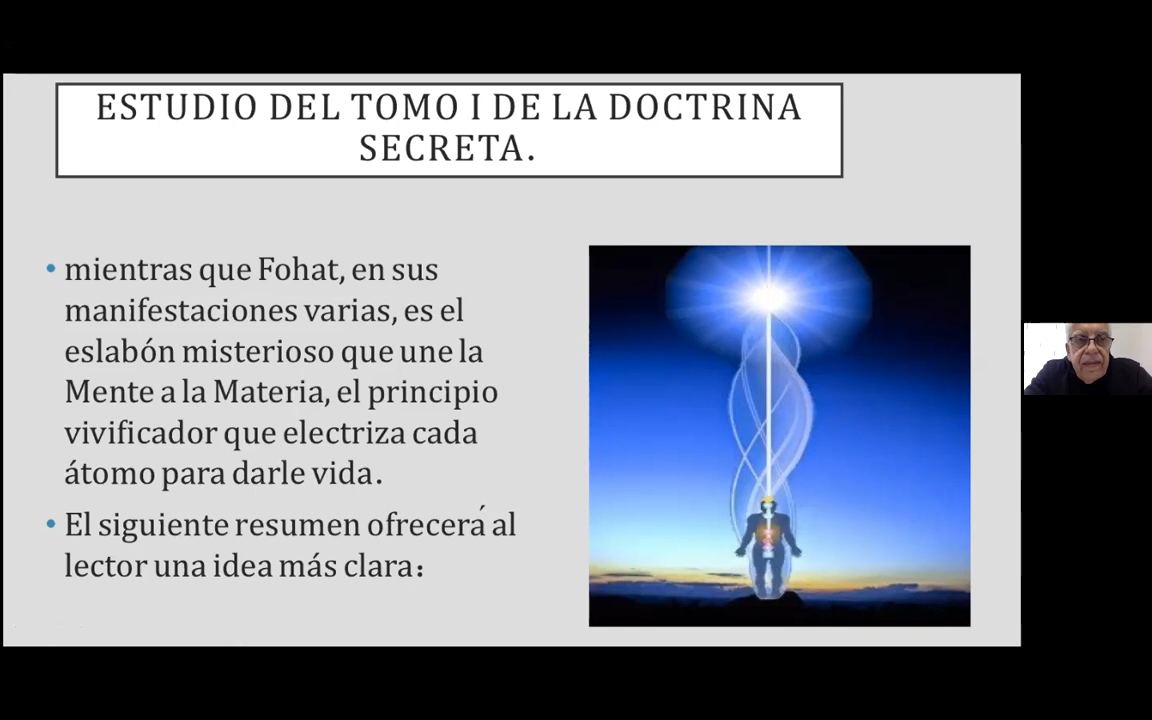 ESTUDIO DEL TOMO I DE LA DOCTRINA
SECRETA.
• mientras que Fohat, en sus
manifestaciones varias, es el
eslabón misterioso que une la
Mente a la Materia, el principio
vivificador que electriza cada
átomo para darle vida.
• El siguiente resumen ofrecerá al
lector una idea más clara: